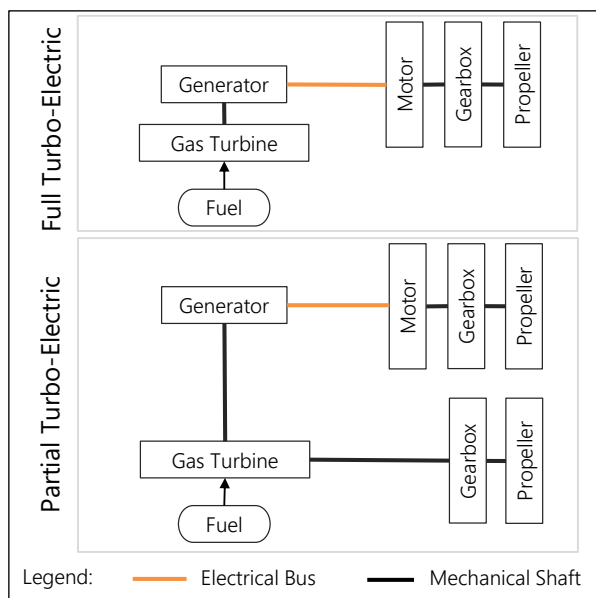 Full Turbo-Electric
Generator
Gas Turbine
Fuel
Motor
Gearbox
Propeller
Partial Turbo-Electric
Generator
Motor
Gearbox
Propeller
Gas Turbine
Gearbox
Propeller
Fuel
Legend: Electrical Bus Mechanical Shaft